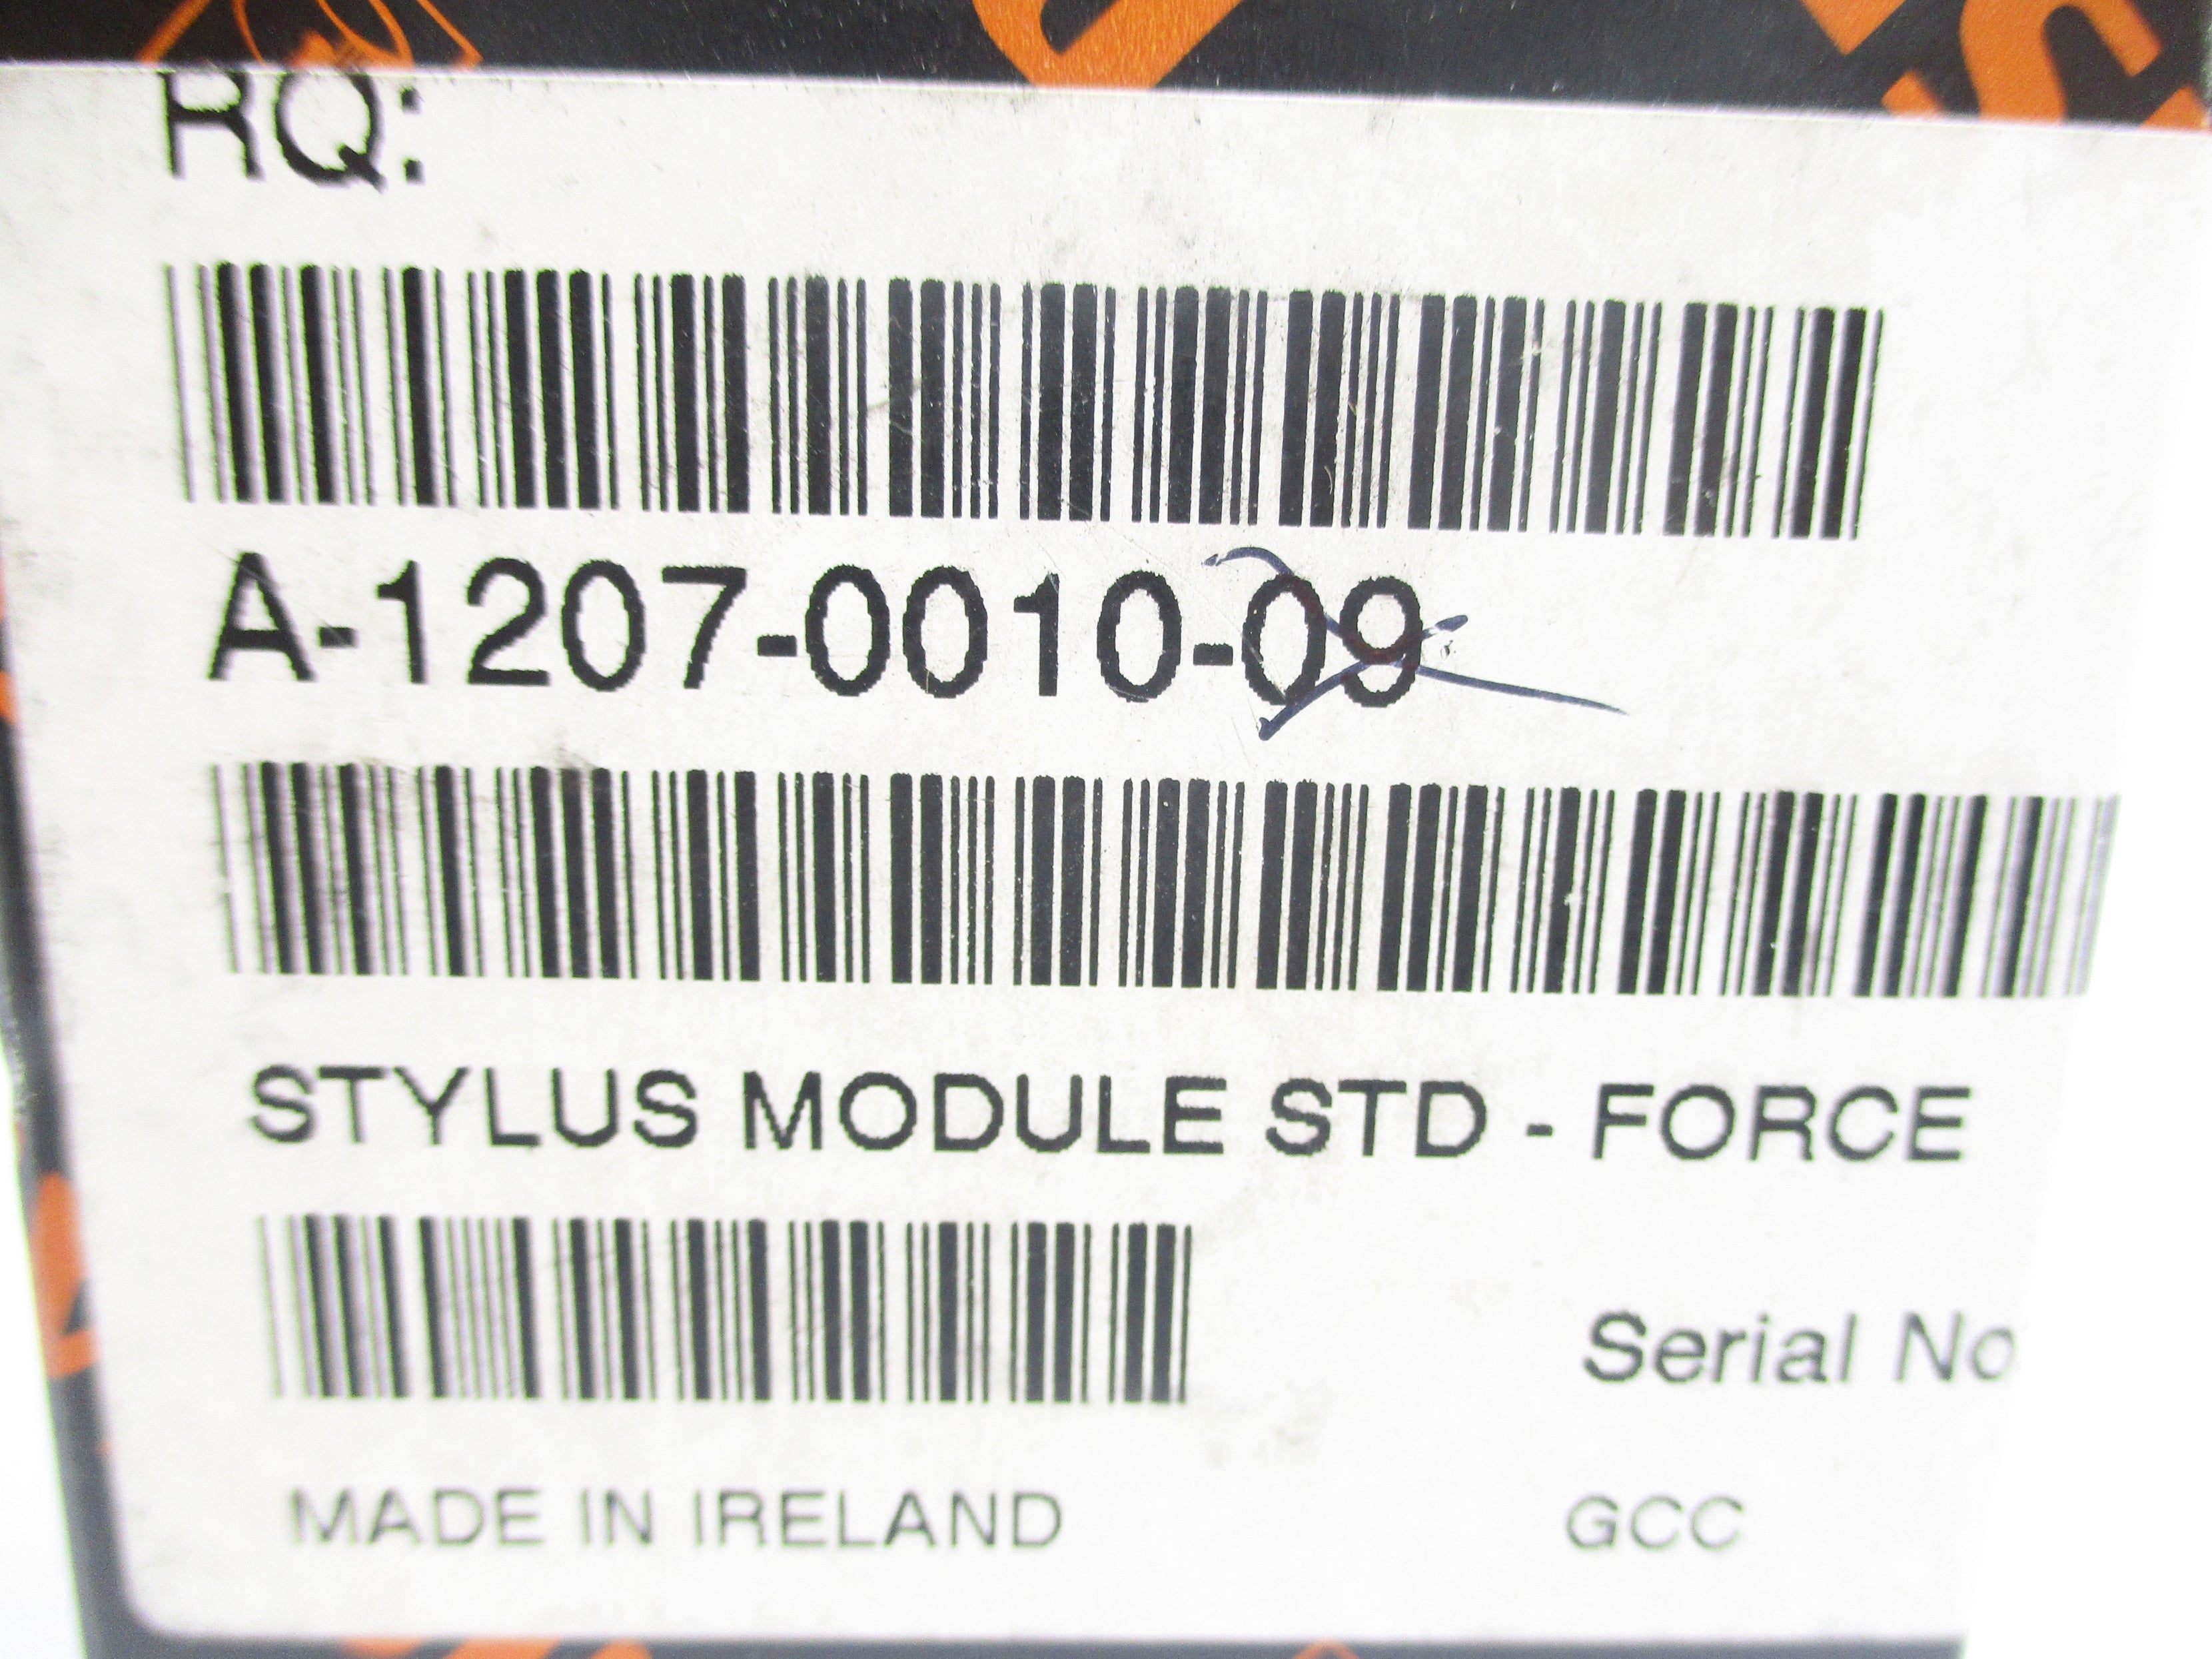 RQ:
A-1207-0010-09
STYLUS MODULE STD - FORCE
Serial No
MADE IN IRELAND GCC